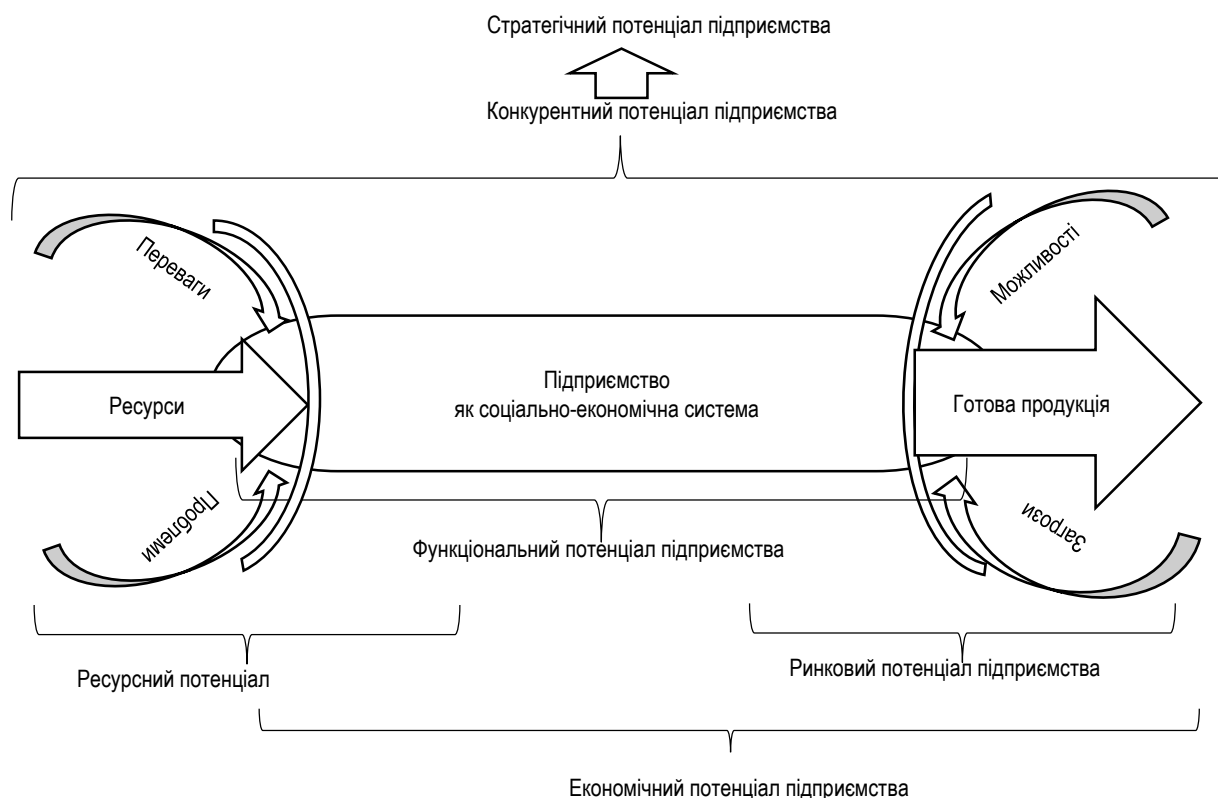 Стратегічний потенціал підприємства
Конкурентний потенціал підприємства
Переваги
Можливості
Ресурси
Підприємство
як соціально-економічна система
Готова продукція
Проблеми
Загрози
Функціональний потенціал підприємства
Ресурсний потенціал
Ринковий потенціал підприємства
Економічний потенціал підприємства